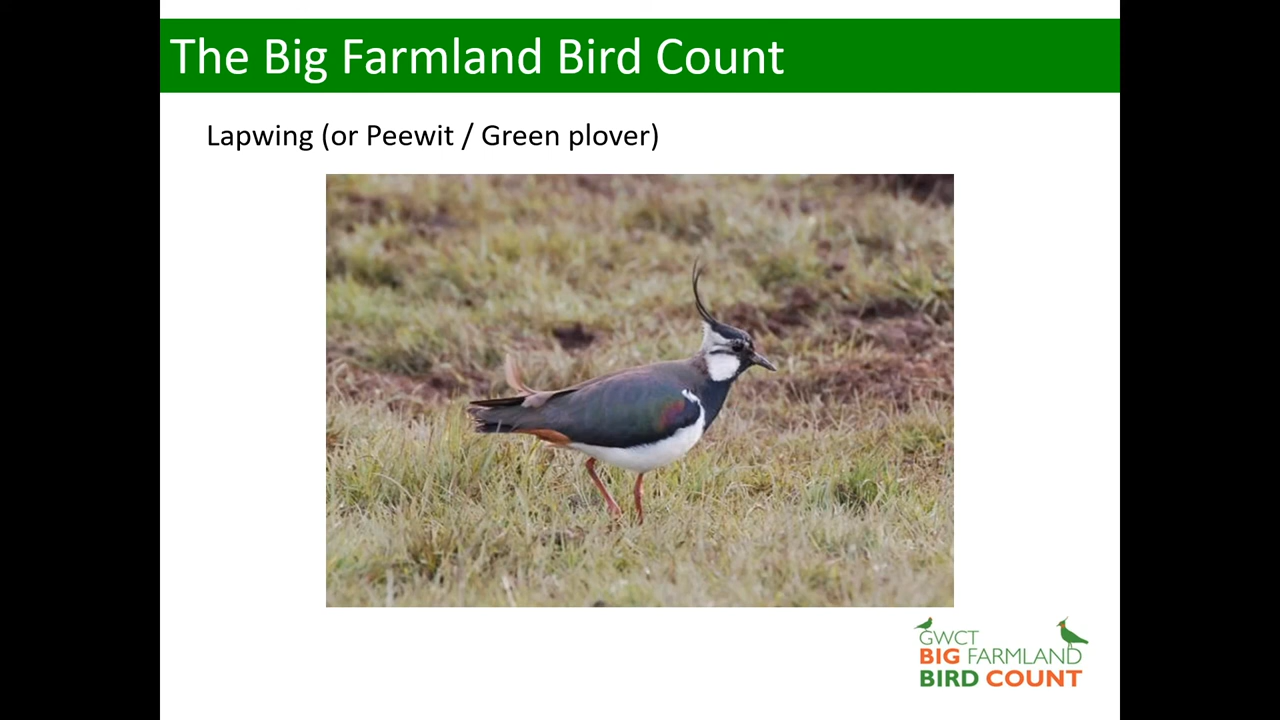 The Big Farmland Bird Count
Lapwing (or Peewit / Green plover)
GWCT
BIG FARMLAND
BIRD COUNT